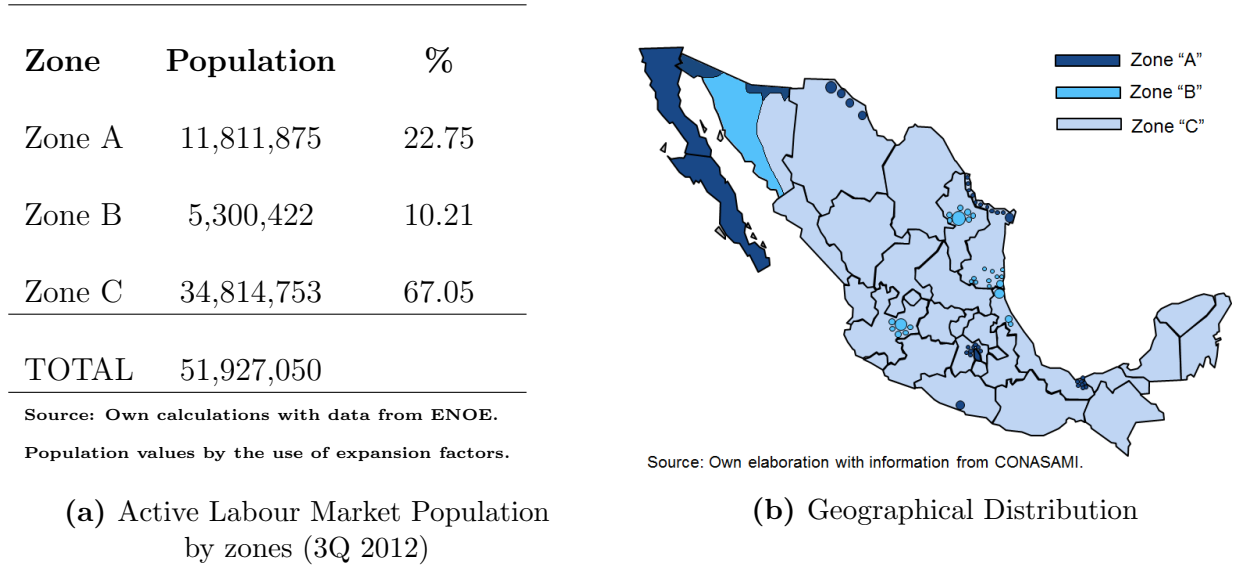 Zone Population %
Zone A 11,811,875 22.75
Zone B 5,300,422 10.21
Zone C 34,814,753 67.05
TOTAL 51,927,050
Source: Own calculations with data from ENOE.
Population values by the use of expansion factors.
(a) Active Labour Market Population
by zones (3Q 2012)
Zone “A”
Zone “B”
Zone “C”
Source: Own elaboration with information from CONASAMI.
(b) Geographical Distribution